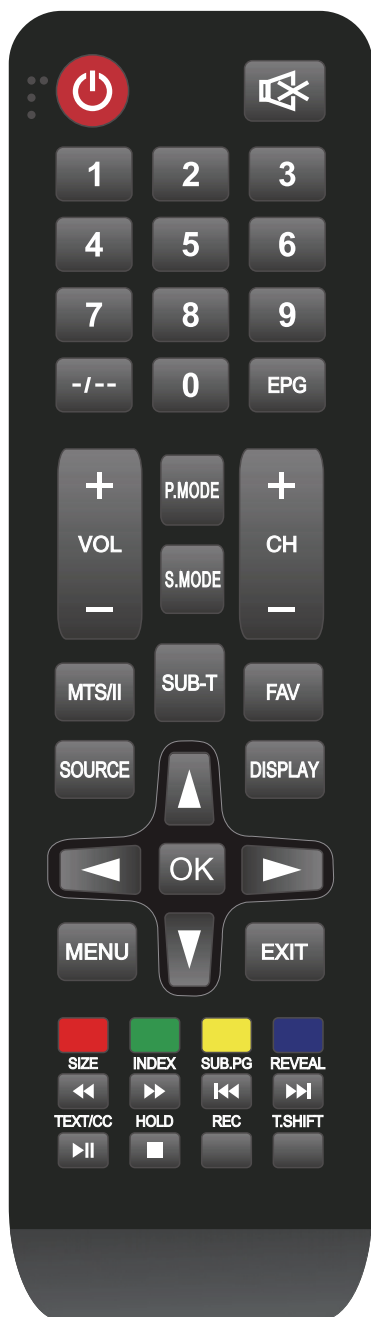 1 2 3
4 5 6
7 8 9
-/-- 0 EPG
+ P.MODE +
VOL CH
S.MODE
− −
MTS/II SUB-T FAV
SOURCE DISPLAY
OK
MENU EXIT
SIZE INDEX SUB.PG REVEAL
TEXT/CC HOLD REC T.SHIFT